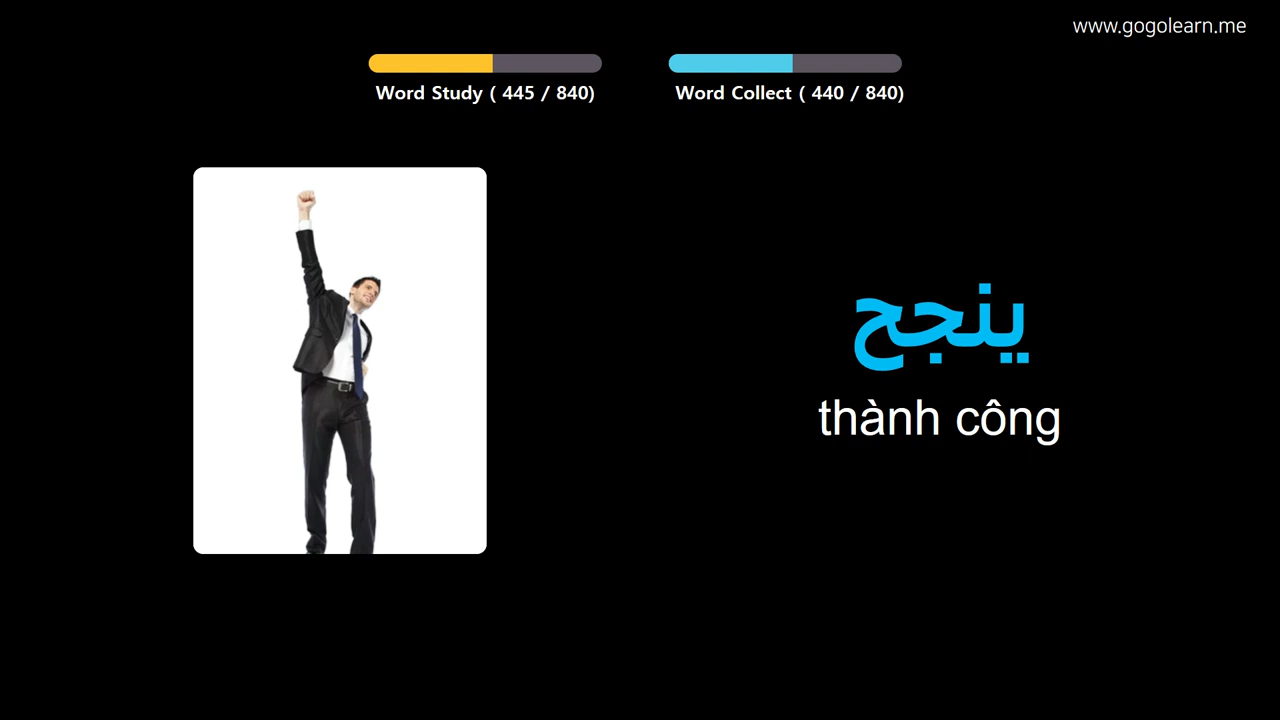 www.gogolearn.me
Word Study ( 445 / 840)
Word Collect ( 440 / 840)
ينجح
thành công